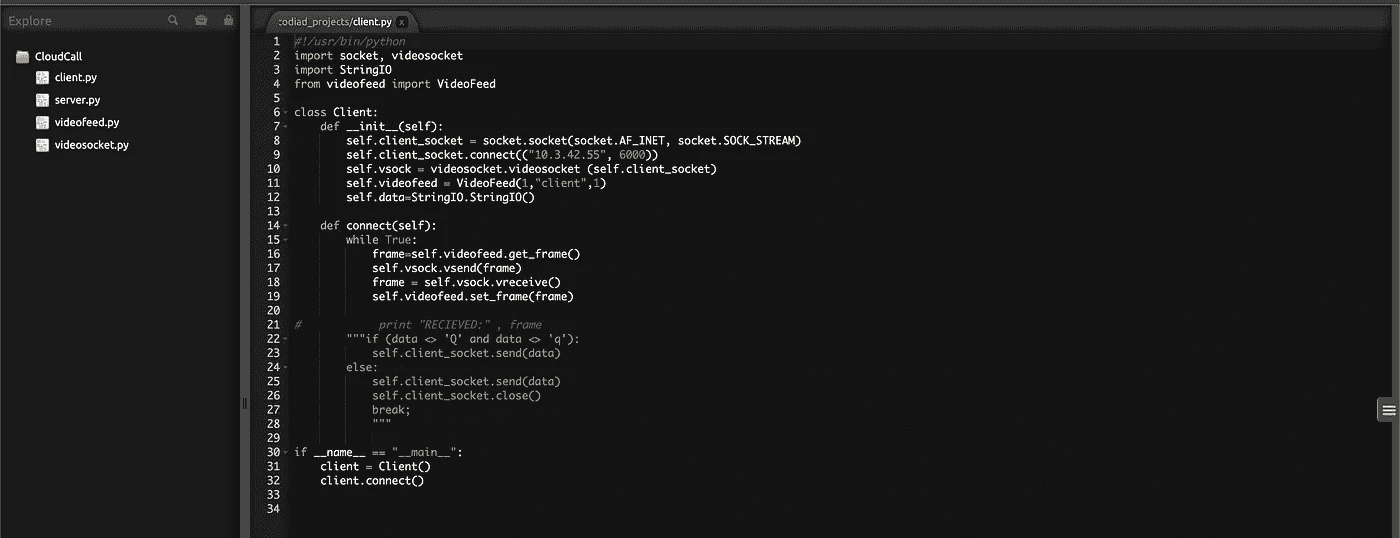 Explore
CloudCall
client.py
server.py
videofeed.py
videosocket.py
codiad_projects/client.py x
1 #!/usr/bin/python
2 import socket, videosocket
3 import StringIO
4 from videofeed import VideoFeed
5
6 class Client:
7     def __init__(self):
8         self.client_socket = socket.socket(socket.AF_INET, socket.SOCK_STREAM)
9         self.client_socket.connect(("10.3.42.55", 6000))
10         self.vsock = videosocket.videosocket (self.client_socket)
11         self.videofeed = VideoFeed(1,"client",1)
12         self.data=StringIO.StringIO()
13
14     def connect(self):
15         while True:
16             frame=self.videofeed.get_frame()
17             self.vsock.vsend(frame)
18             frame = self.vsock.vreceive()
19             self.videofeed.set_frame(frame)
20
21 #            print "RECIEVED:" , frame
22         """if (data <> 'Q' and data <> 'q'):
23             self.client_socket.send(data)
24         else:
25             self.client_socket.send(data)
26             self.client_socket.close()
27             break;
28             """
29
30 if __name__ == "__main__":
31     client = Client()
32     client.connect()
33
34